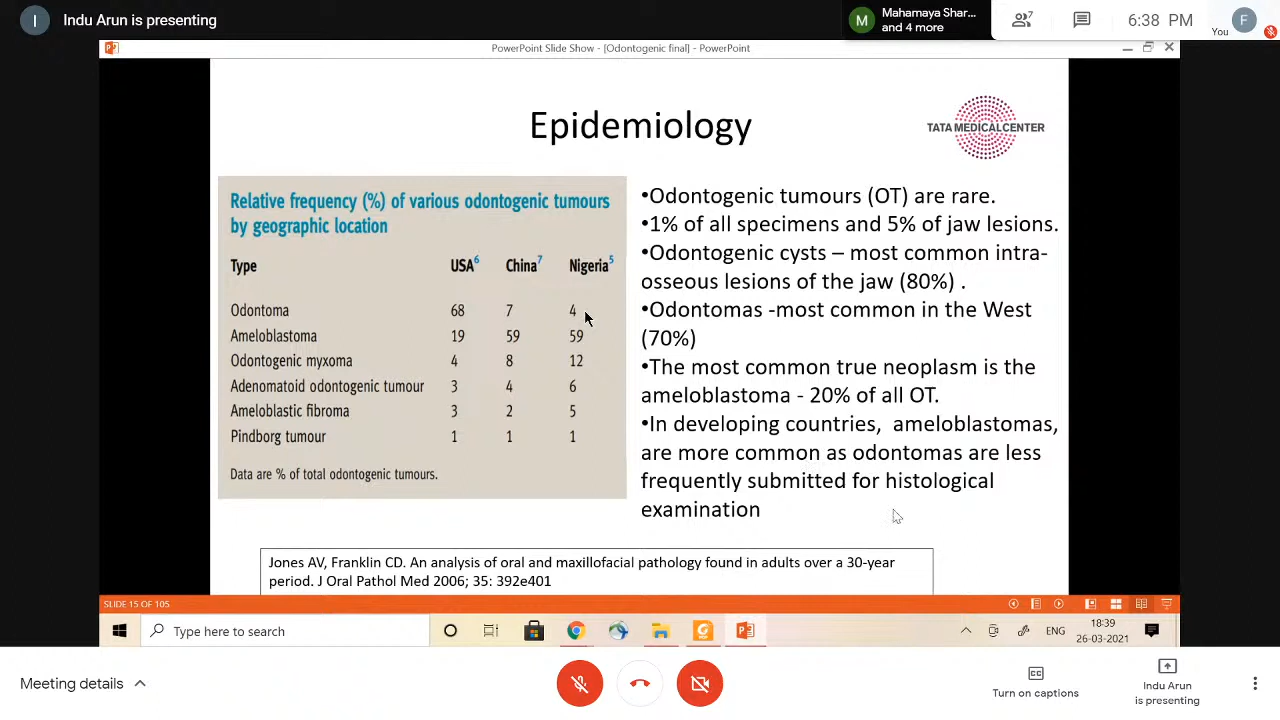 I
Indu Arun is presenting
M
Mahamaya Shar...
and 4 more
7
6:38 PM
You
F
PowerPoint Slide Show - [Odontogenic final] - PowerPoint
Epidemiology
TATA MEDICAL CENTER
Relative frequency (%) of various odontogenic tumours
by geographic location
Type USA6 China7 Nigeria5
Odontoma 68 7 4
Ameloblastoma 19 59 59
Odontogenic myxoma 4 8 12
Adenomatoid odontogenic tumour 3 4 6
Ameloblastic fibroma 3 2 5
Pindborg tumour 1 1 1
Data are % of total odontogenic tumours.
•Odontogenic tumours (OT) are rare.
•1% of all specimens and 5% of jaw lesions.
•Odontogenic cysts – most common intra-
osseous lesions of the jaw (80%) .
•Odontomas -most common in the West
(70%)
•The most common true neoplasm is the
ameloblastoma - 20% of all OT.
•In developing countries, ameloblastomas,
are more common as odontomas are less
frequently submitted for histological
examination
Jones AV, Franklin CD. An analysis of oral and maxillofacial pathology found in adults over a 30-year
period. J Oral Pathol Med 2006; 35: 392e401
SLIDE 15 OF 105
Type here to search
ENG
18:39
26-03-2021
Meeting details
CC
Turn on captions
Indu Arun
is presenting